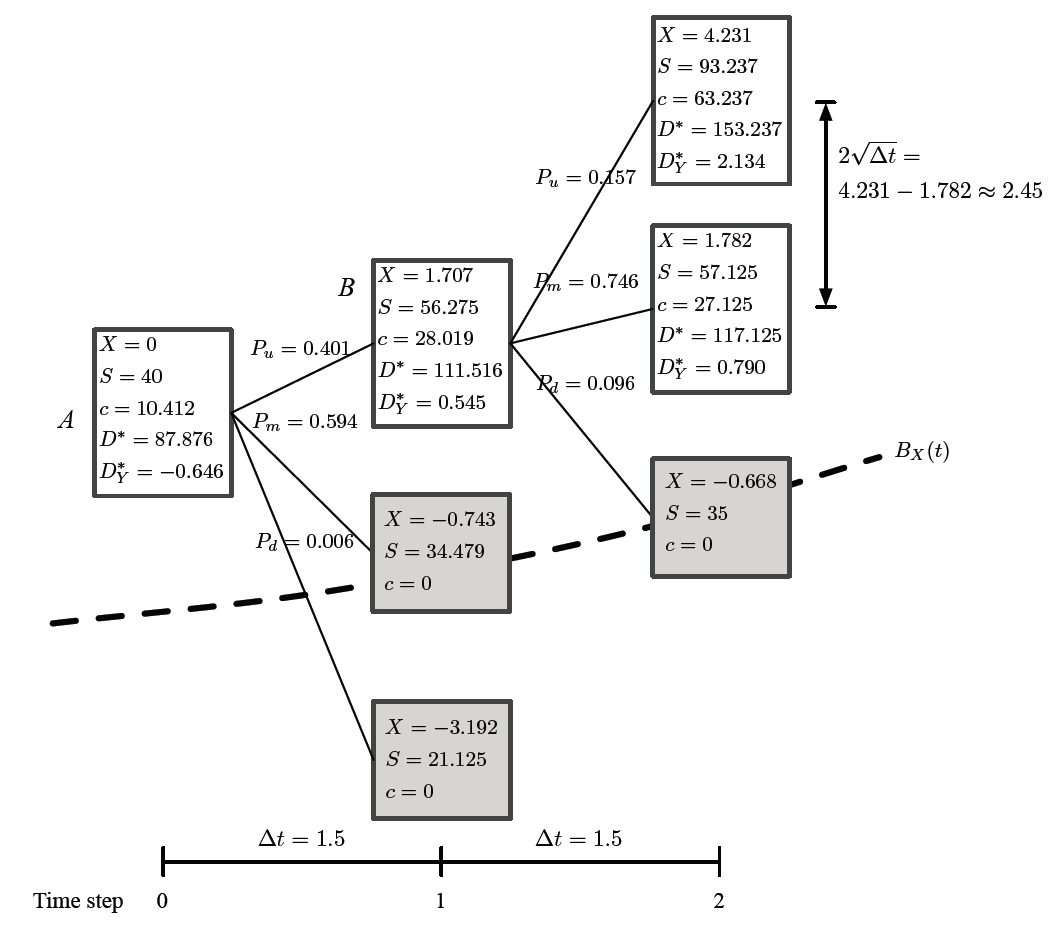 X = 4.231
S = 93.237
c = 63.237
D* = 153.237
D*_Y = 2.134
2√Δt =
4.231 − 1.782 ≈ 2.45
P_u = 0.157
X = 1.782
S = 57.125
c = 27.125
D* = 117.125
D*_Y = 0.790
P_m = 0.746
B
X = 1.707
S = 56.275
c = 28.019
D* = 111.516
D*_Y = 0.545
P_d = 0.096
A
X = 0
S = 40
c = 10.412
D* = 87.876
D*_Y = −0.646
P_u = 0.401
P_m = 0.594
P_d = 0.006
B_X(t)
X = −0.668
S = 35
c = 0
X = −0.743
S = 34.479
c = 0
X = −3.192
S = 21.125
c = 0
Δt = 1.5
Δt = 1.5
Time step 0 1 2